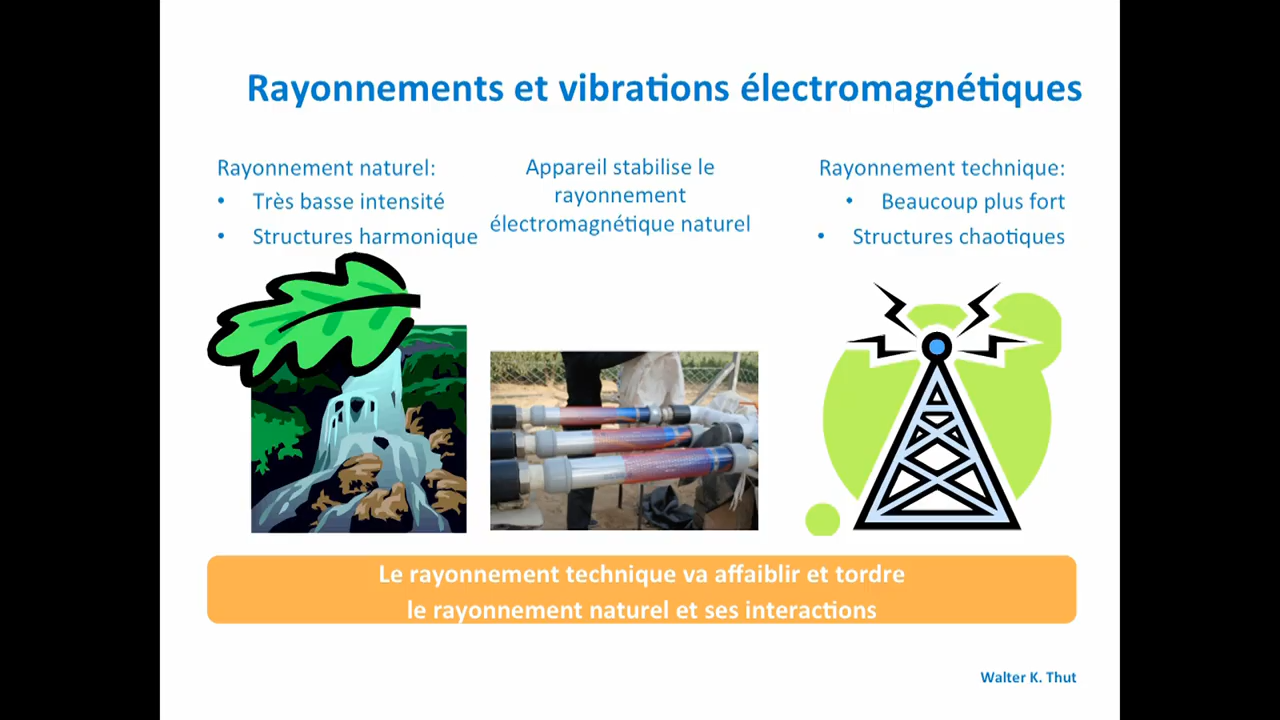 Rayonnements et vibrations électromagnétiques
Rayonnement naturel:
• Très basse intensité
• Structures harmonique
Appareil stabilise le
rayonnement
électromagnétique naturel
Rayonnement technique:
• Beaucoup plus fort
• Structures chaotiques
Le rayonnement technique va affaiblir et tordre
le rayonnement naturel et ses interactions
Walter K. Thut